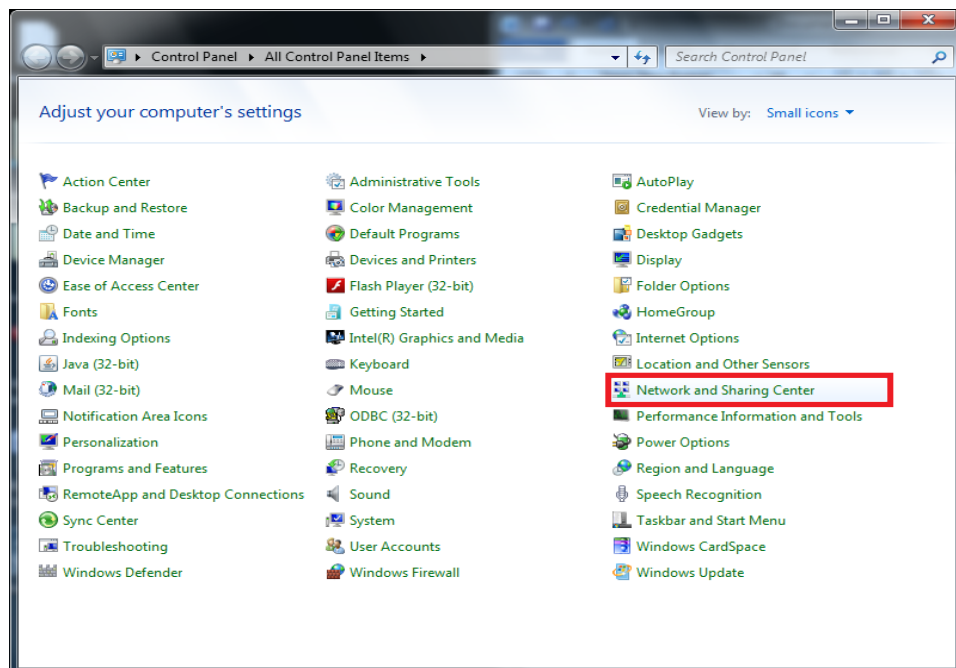 Control Panel All Control Panel Items Search Control Panel
Adjust your computer's settings View by: Small icons
Action Center Administrative Tools AutoPlay
Backup and Restore Color Management Credential Manager
Date and Time Default Programs Desktop Gadgets
Device Manager Devices and Printers Display
Ease of Access Center Flash Player (32-bit) Folder Options
Fonts Getting Started HomeGroup
Indexing Options Intel(R) Graphics and Media Internet Options
Java (32-bit) Keyboard Location and Other Sensors
Mail (32-bit) Mouse Network and Sharing Center
Notification Area Icons ODBC (32-bit) Performance Information and Tools
Personalization Phone and Modem Power Options
Programs and Features Recovery Region and Language
RemoteApp and Desktop Connections Sound Speech Recognition
Sync Center System Taskbar and Start Menu
Troubleshooting User Accounts Windows CardSpace
Windows Defender Windows Firewall Windows Update